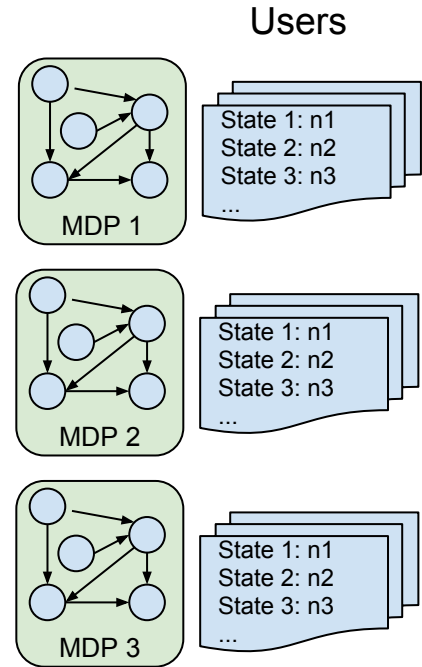 Users
State 1: n1
State 2: n2
State 3: n3
...
MDP 1
State 1: n1
State 2: n2
State 3: n3
...
MDP 2
State 1: n1
State 2: n2
State 3: n3
...
MDP 3